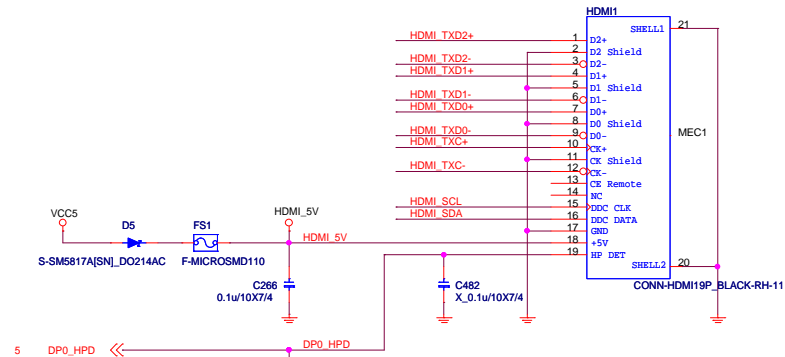 HDMI1
HDMI_TXD2+ 1 D2+ SHELL1 21
2 D2 Shield
HDMI_TXD2- 3 D2-
HDMI_TXD1+ 4 D1+
5 D1 Shield
HDMI_TXD1- 6 D1-
HDMI_TXD0+ 7 D0+
8 D0 Shield
MEC1
HDMI_TXD0- 9 D0-
HDMI_TXC+ 10 CK+
11 CK Shield
HDMI_TXC- 12 CK-
13 CE Remote
14 NC
HDMI_SCL 15 DDC CLK
HDMI_SDA 16 DDC DATA
17 GND
VCC5 D5 FS1 HDMI_5V
HDMI_5V 18 +5V
19 HP DET
SHELL2 20
S-SM5817A[SN]_DO214AC F-MICROSMD110
CONN-HDMI19P_BLACK-RH-11
C266
0.1u/10X7/4
C482
X_0.1u/10X7/4
5 DP0_HPD DP0_HPD